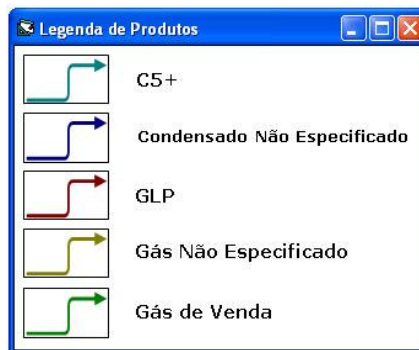 Legenda de Produtos
C5+
Condensado Não Especificado
GLP
Gás Não Especificado
Gás de Venda